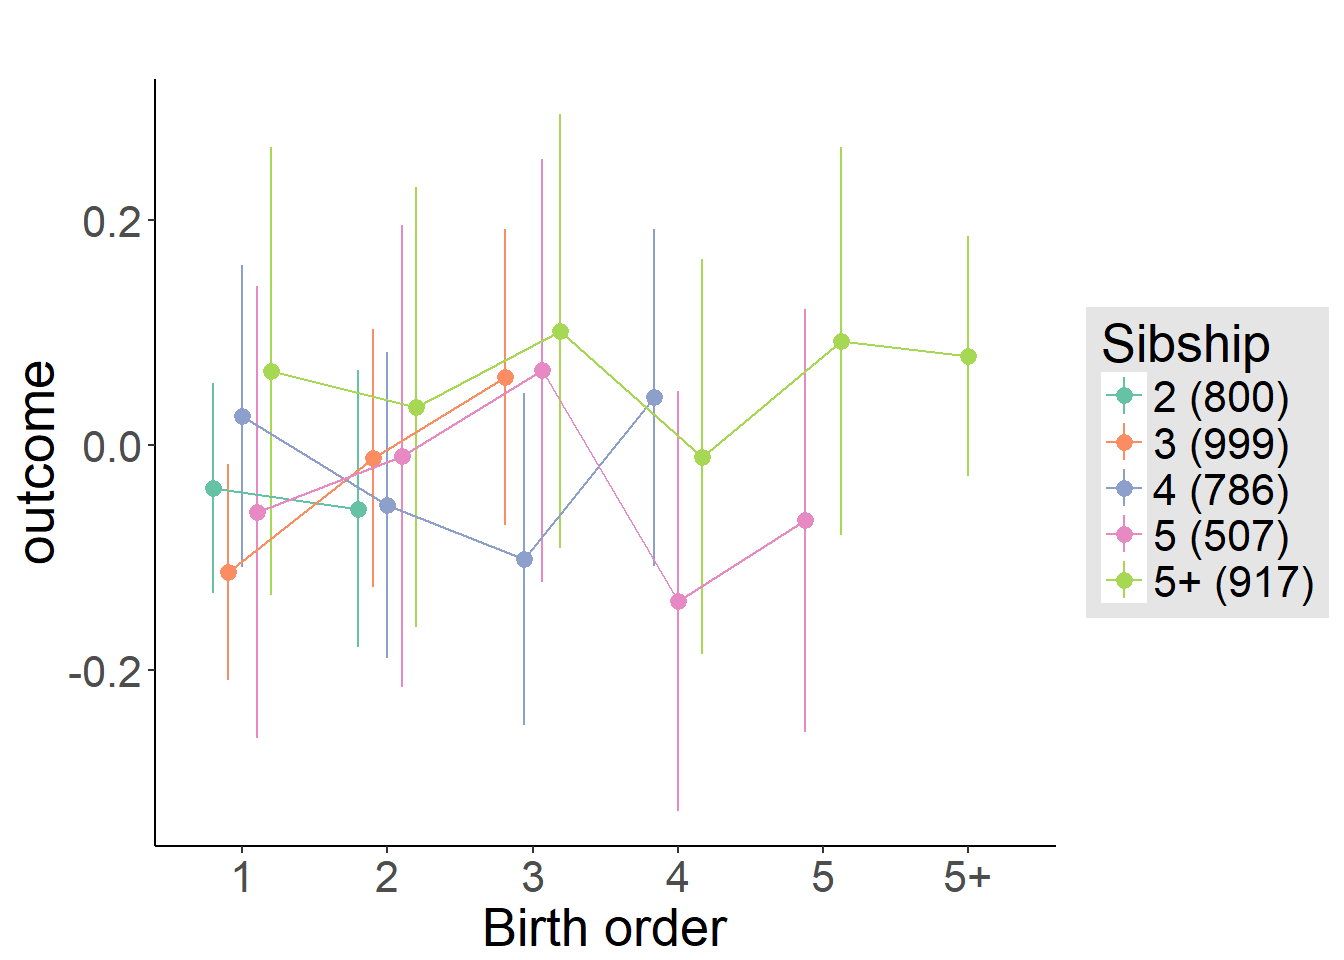 outcome
0.2
0.0
-0.2
1 2 3 4 5 5+
Birth order
Sibship
2 (800)
3 (999)
4 (786)
5 (507)
5+ (917)